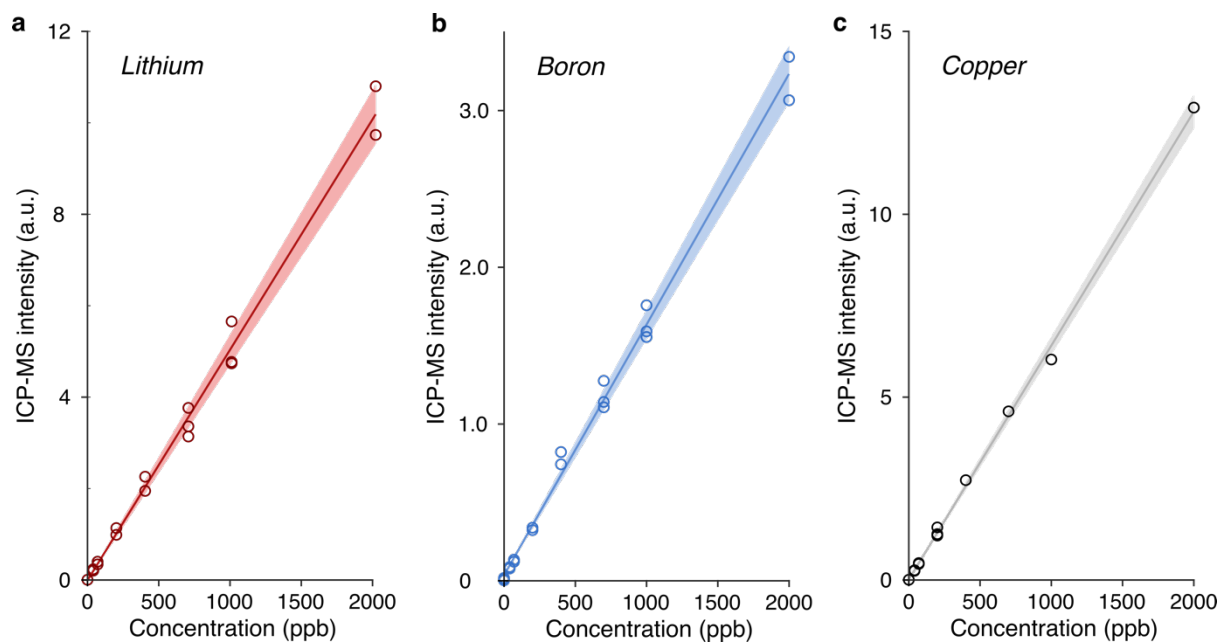 a
Lithium
ICP-MS intensity (a.u.)
12
8
4
0
0 500 1000 1500 2000
Concentration (ppb)
b
Boron
ICP-MS intensity (a.u.)
3.0
2.0
1.0
0
0 500 1000 1500 2000
Concentration (ppb)
c
Copper
ICP-MS intensity (a.u.)
15
10
5
0
0 500 1000 1500 2000
Concentration (ppb)